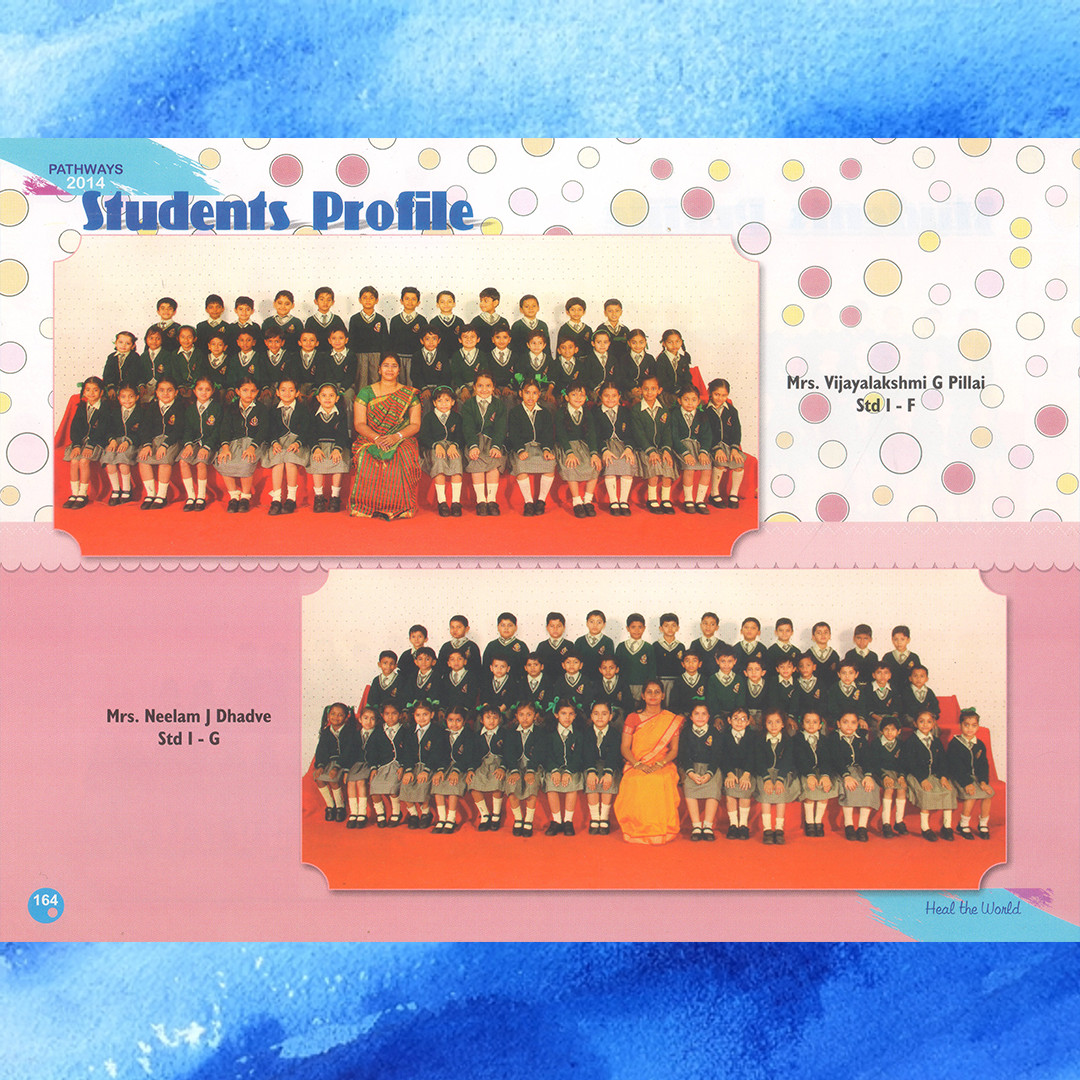 PATHWAYS
2014
Students Profile
Mrs. Vijayalakshmi G Pillai
Std I - F
Mrs. Neelam J Dhadve
Std I - G
164
Heal the World